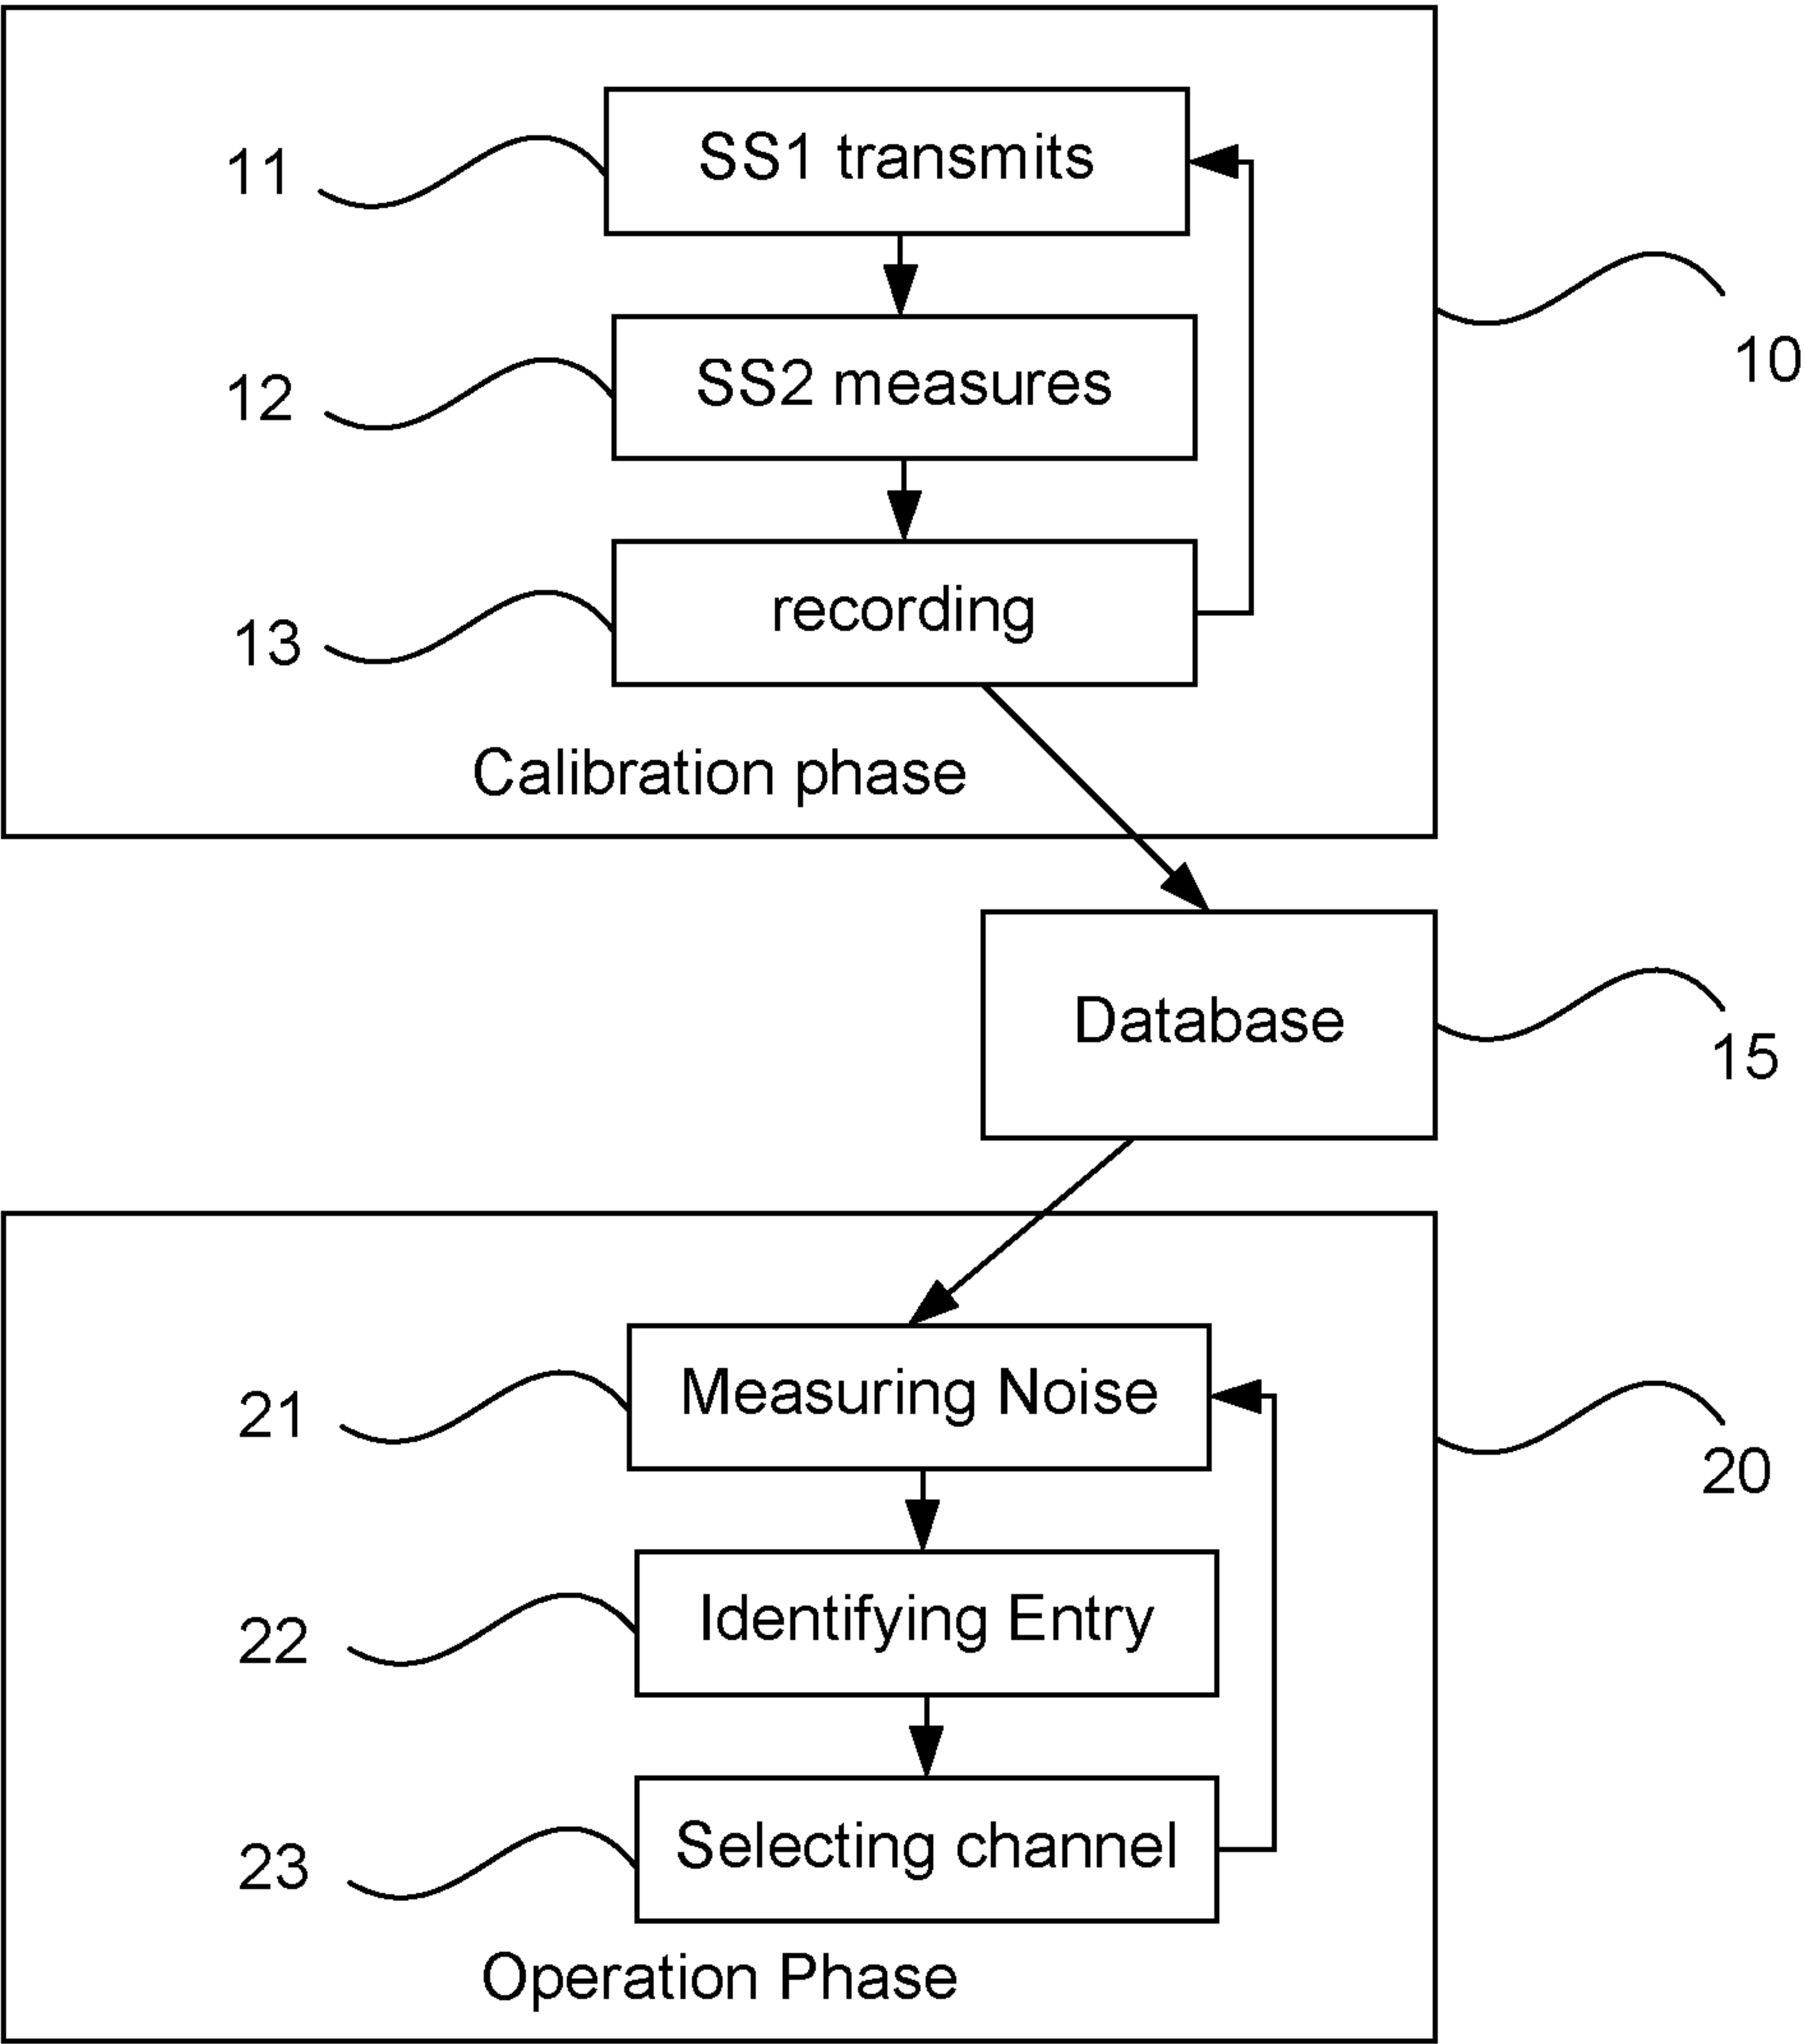 11
SS1 transmits
10
12
SS2 measures
13
recording
Calibration phase
Database
15
21
Measuring Noise
20
22
Identifying Entry
23
Selecting channel
Operation Phase